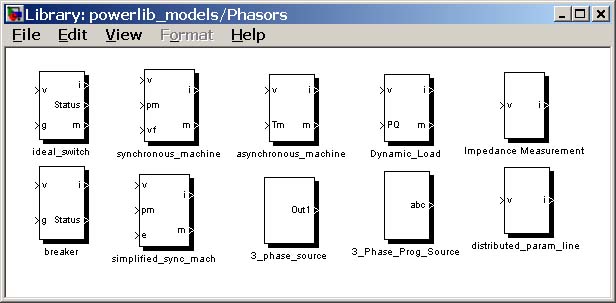 Library: powerlib_models/Phasors
File Edit View Format Help
v i Status g m
ideal_switch
v pm vf i m
synchronous_machine
v Tm i m
asynchronous_machine
v PQ i m
Dynamic_Load
v i
Impedance Measurement
v g i Status
breaker
v pm e i m
simplified_sync_mach
Out1
3_phase_source
abc
3_Phase_Prog_Source
v i
distributed_param_line